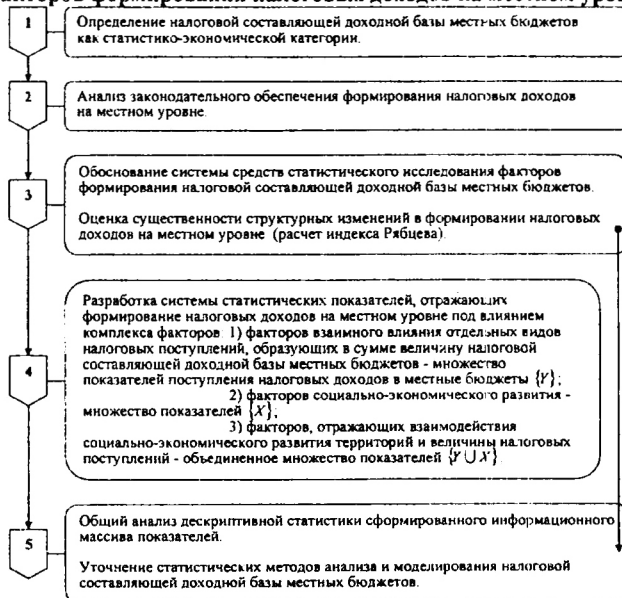 формирования налоговых доходов на местном
1
Определение налоговой составляющей доходной базы местных бюджетов
как статистико-экономической категории.
2
Анализ законодательного обеспечения формирования налоговых доходов
на местном уровне.
3
Обоснование системы средств статистического исследования факторов
формирования налоговой составляющей доходной базы местных бюджетов.
Оценка существенности структурных изменений в формировании налоговых
доходов на местном уровне (расчет индекса Рябцева).
4
Разработка системы статистических показателей, отражающих
формирование налоговых доходов на местном уровне под влиянием
комплекса факторов: 1) факторов взаимного влияния отдельных видов
налоговых поступлений, образующих в сумме величину налоговой
составляющей доходной базы местных бюджетов - множество
показателей поступления налоговых доходов в местные бюджеты {Y};
2) факторов социально-экономического развития -
множество показателей {X};
3) факторов, отражающих взаимодействия
социально-экономического развития территорий и величины налоговых
поступлений - объединенное множество показателей {Y∪X}
5
Общий анализ дескриптивной статистики сформированного информационного
массива показателей.
Уточнение статистических методов анализа и моделирования налоговой
составляющей доходной базы местных бюджетов.